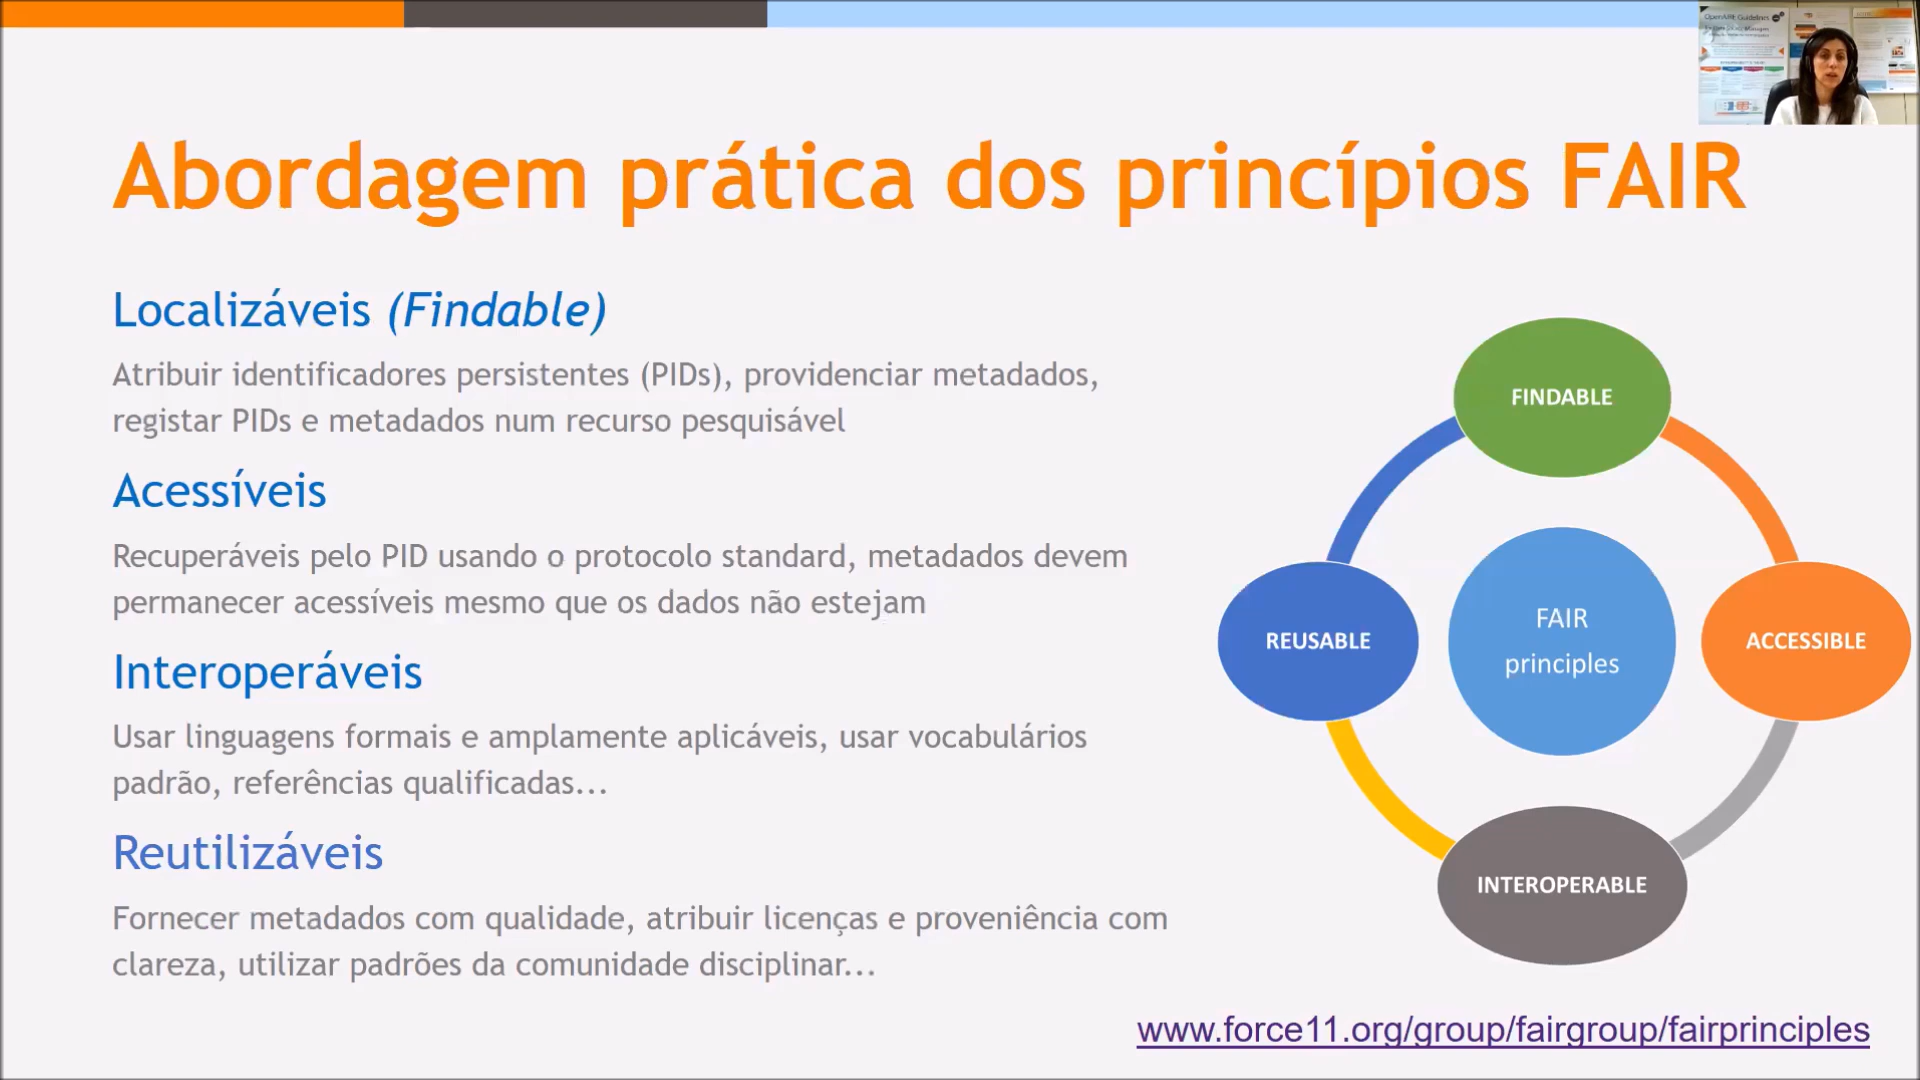 OpenAIRE Guidelines
Abordagem prática dos princípios FAIR
Localizáveis (Findable)
Atribuir identificadores persistentes (PIDs), providenciar metadados,
registar PIDs e metadados num recurso pesquisável
Acessíveis
Recuperáveis pelo PID usando o protocolo standard, metadados devem
permanecer acessíveis mesmo que os dados não estejam
Interoperáveis
Usar linguagens formais e amplamente aplicáveis, usar vocabulários
padrão, referências qualificadas...
Reutilizáveis
Fornecer metadados com qualidade, atribuir licenças e proveniência com
clareza, utilizar padrões da comunidade disciplinar...
FINDABLE
REUSABLE
FAIR
principles
ACCESSIBLE
INTEROPERABLE
www.force11.org/group/fairgroup/fairprinciples